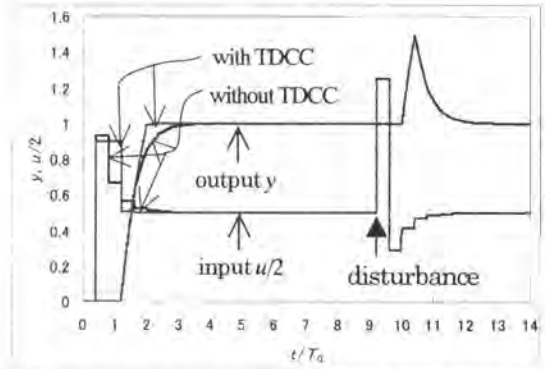 1.6
1.4
1.2
1
0.8
0.6
0.4
0.2
0
y, u/2
with TDCC
without TDCC
output y
input u/2
disturbance
0 1 2 3 4 5 6 7 8 9 10 11 12 13 14
t/Td